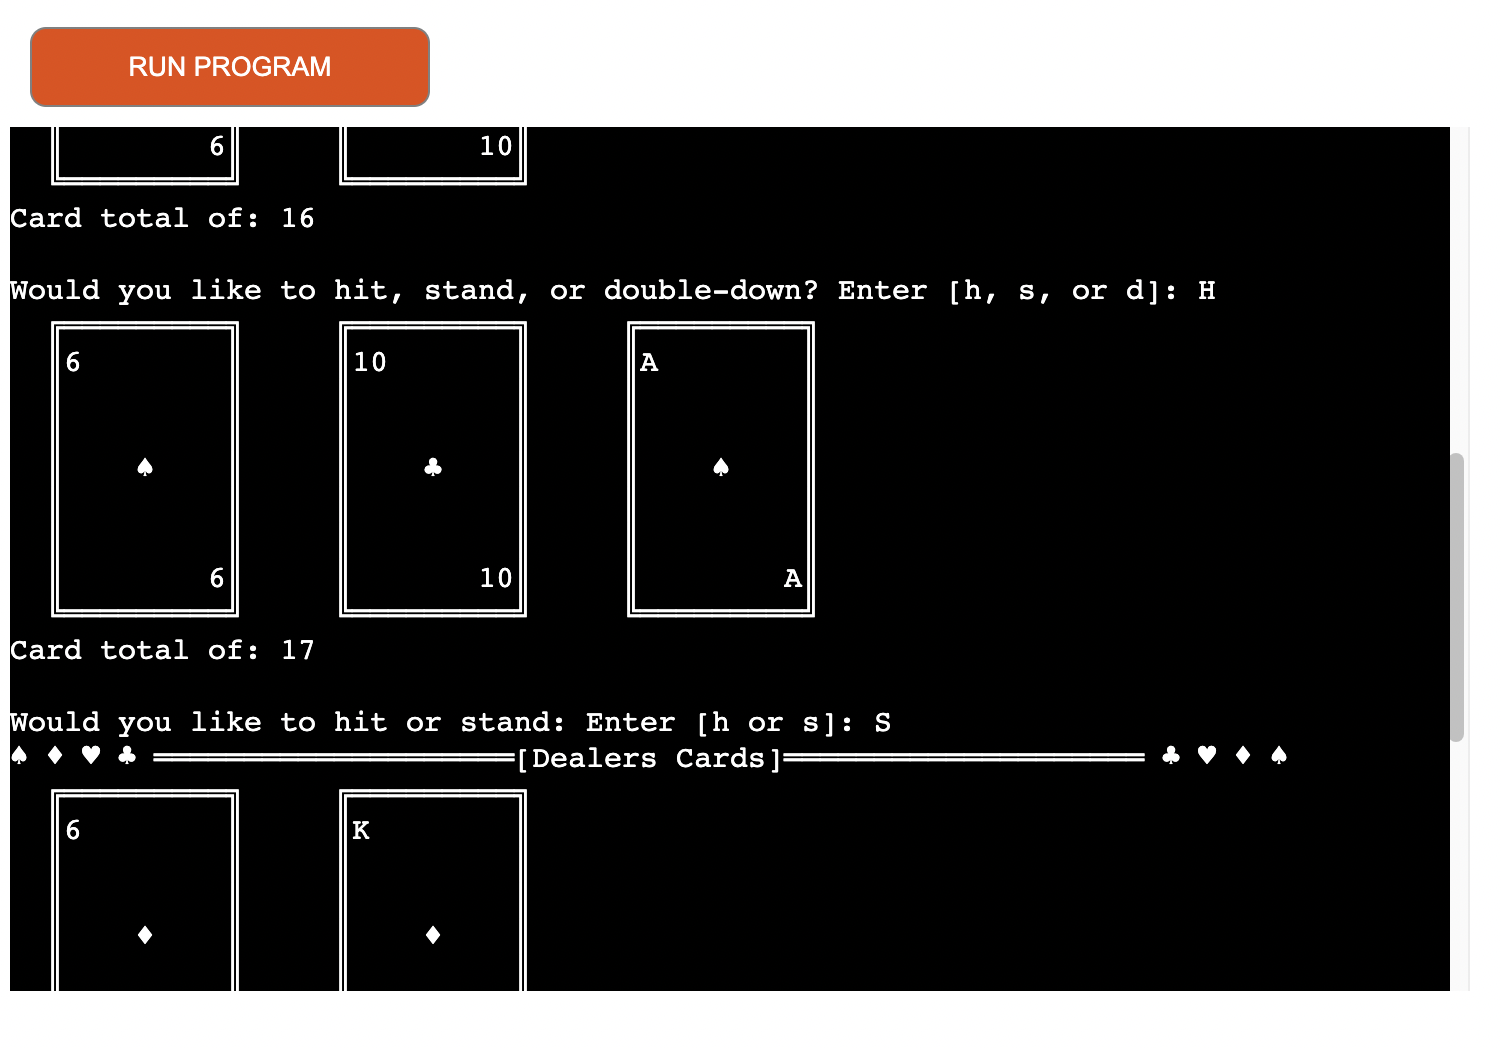 RUN PROGRAM
6 10
Card total of: 16
Would you like to hit, stand, or double-down? Enter [h, s, or d]: H
6 10 A
♠ ♣ ♠
6 10 A
Card total of: 17
Would you like to hit or stand: Enter [h or s]: S
♠ ♦ ♥ ♣ ════════════════════[Dealers Cards]════════════════════ ♣ ♥ ♦ ♠
6 K
♦ ♦